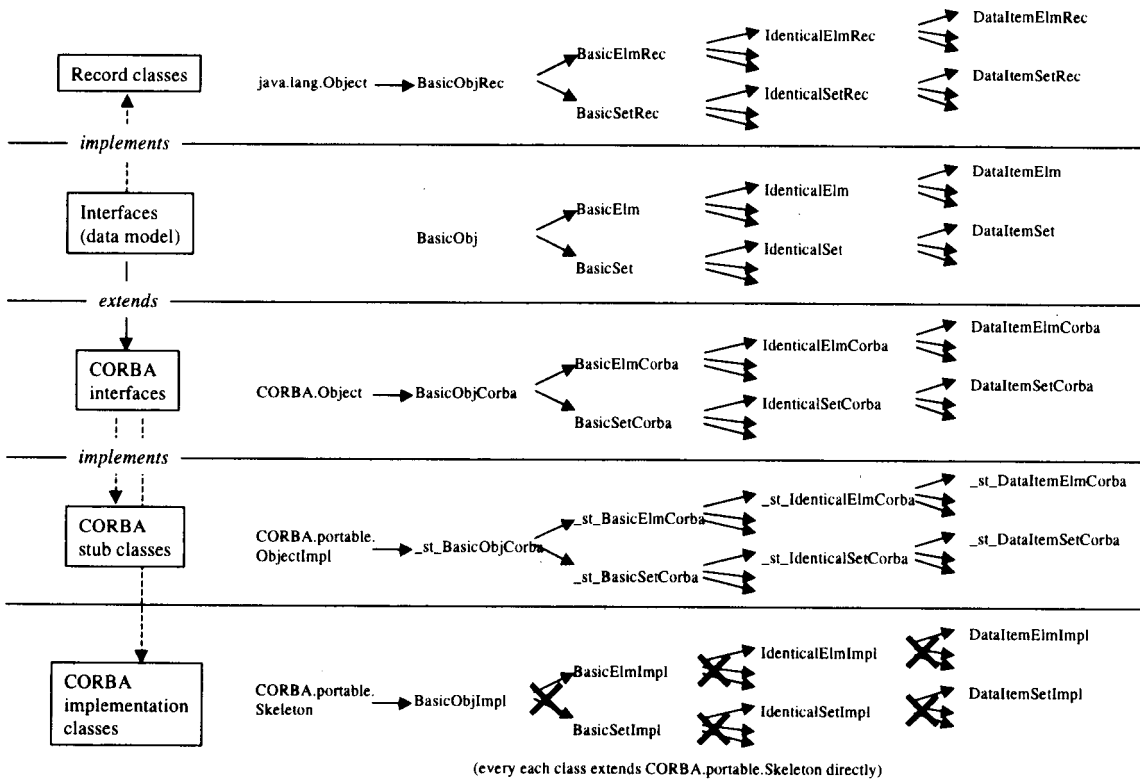 Record classes
java.lang.Object
BasicObjRec
BasicElmRec
BasicSetRec
IdenticalElmRec
IdenticalSetRec
DataItemElmRec
DataItemSetRec
implements
Interfaces
(data model)
BasicObj
BasicElm
BasicSet
IdenticalElm
IdenticalSet
DataItemElm
DataItemSet
extends
CORBA
interfaces
CORBA.Object
BasicObjCorba
BasicElmCorba
BasicSetCorba
IdenticalElmCorba
IdenticalSetCorba
DataItemElmCorba
DataItemSetCorba
implements
CORBA
stub classes
CORBA.portable.
ObjectImpl
_st_BasicObjCorba
_st_BasicElmCorba
_st_BasicSetCorba
_st_IdenticalElmCorba
_st_IdenticalSetCorba
_st_DataItemElmCorba
_st_DataItemSetCorba
CORBA
implementation
classes
CORBA.portable.
Skeleton
BasicObjImpl
BasicElmImpl
BasicSetImpl
IdenticalElmImpl
IdenticalSetImpl
DataItemElmImpl
DataItemSetImpl
(every each class extends CORBA.portable.Skeleton directly)